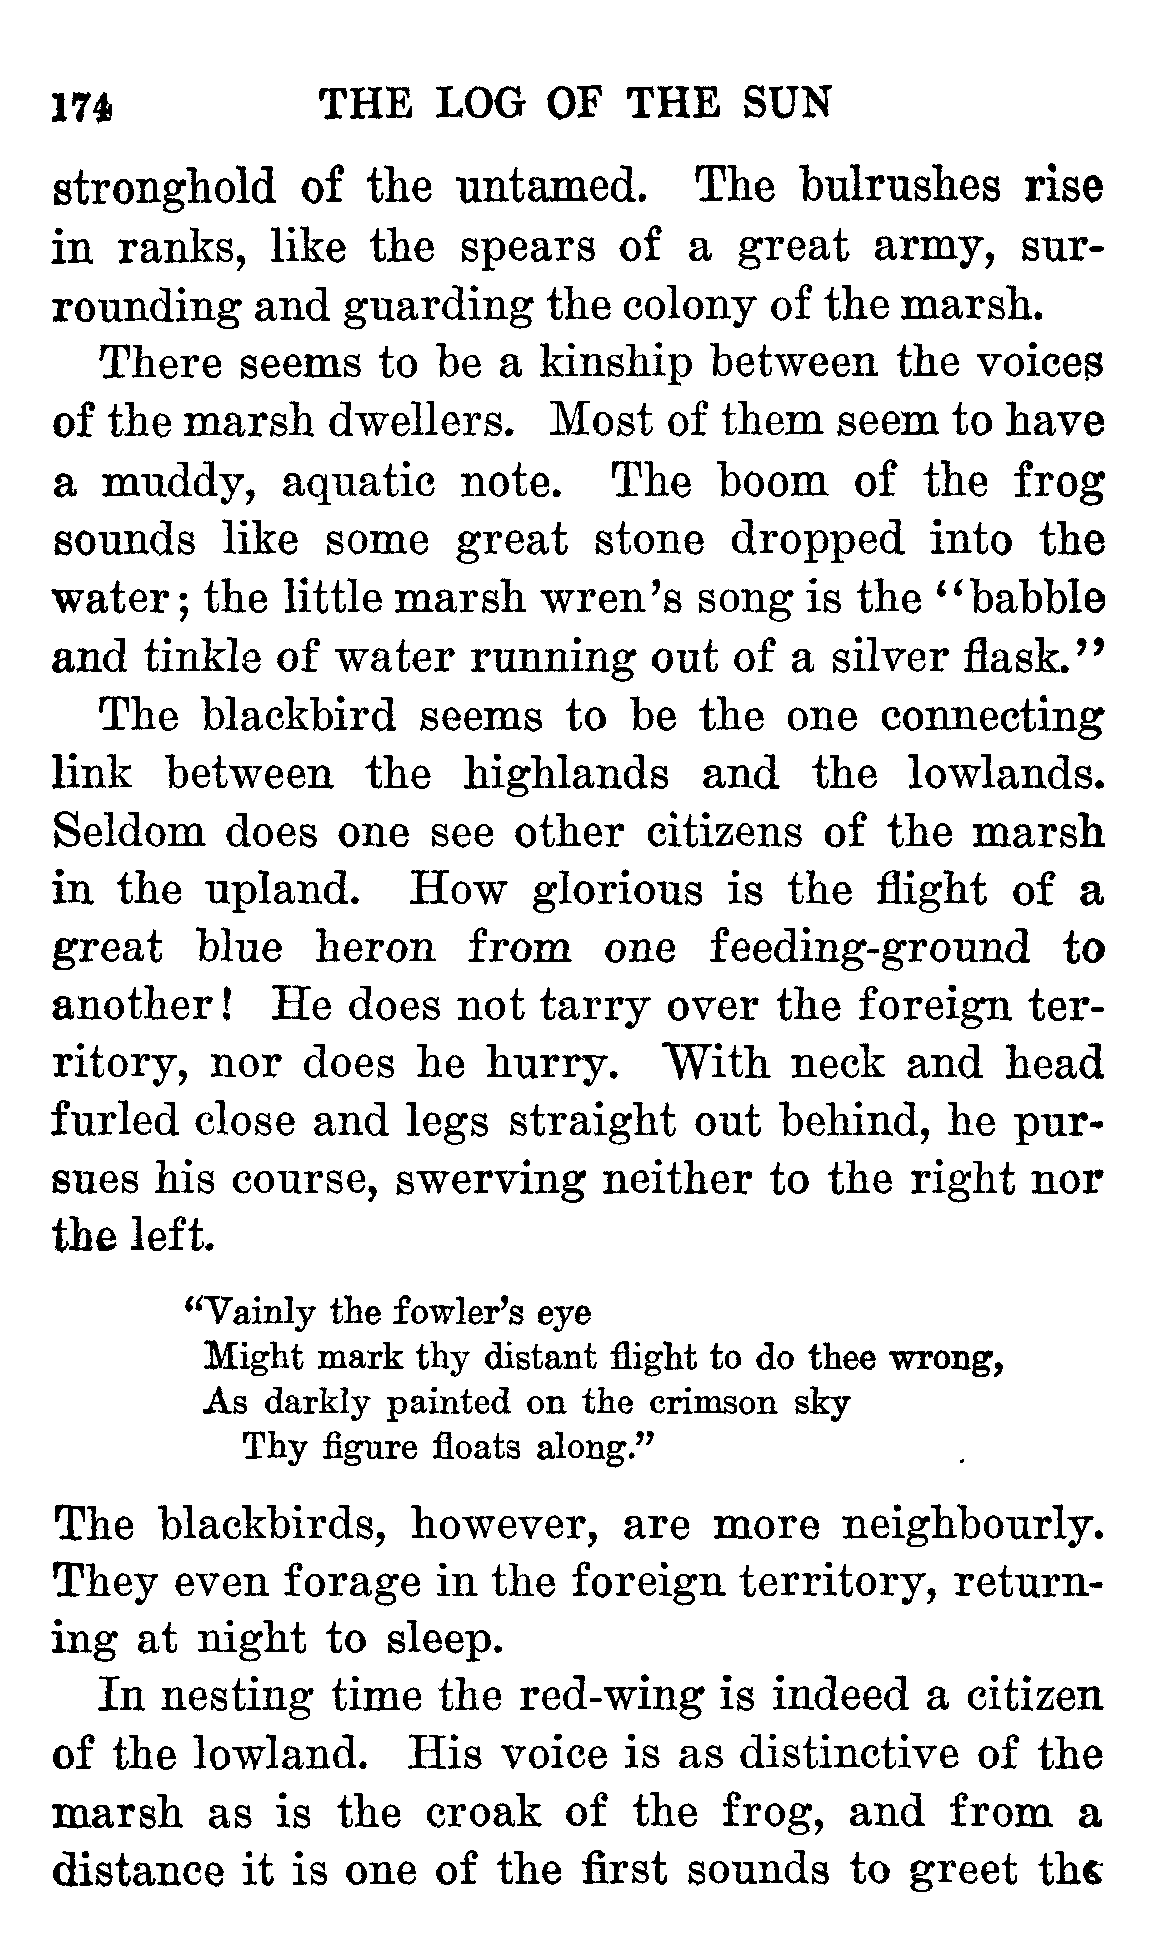 174 THE LOG OF THE SUN
stronghold of the untamed. The bulrushes rise
in ranks, like the spears of a great army, sur-
rounding and guarding the colony of the marsh.
There seems to be a kinship between the voices
of the marsh dwellers. Most of them seem to have
a muddy, aquatic note. The boom of the frog
sounds like some great stone dropped into the
water; the little marsh wren's song is the "babble
and tinkle of water running out of a silver flask."
The blackbird seems to be the one connecting
link between the highlands and the lowlands.
Seldom does one see other citizens of the marsh
in the upland. How glorious is the flight of a
great blue heron from one feeding-ground to
another! He does not tarry over the foreign ter-
ritory, nor does he hurry. With neck and head
furled close and legs straight out behind, he pur-
sues his course, swerving neither to the right nor
the left.
"Vainly the fowler's eye
Might mark thy distant flight to do thee wrong,
As darkly painted on the crimson sky
Thy figure floats along."
The blackbirds, however, are more neighbourly.
They even forage in the foreign territory, return-
ing at night to sleep.
In nesting time the red-wing is indeed a citizen
of the lowland. His voice is as distinctive of the
marsh as is the croak of the frog, and from a
distance it is one of the first sounds to greet the